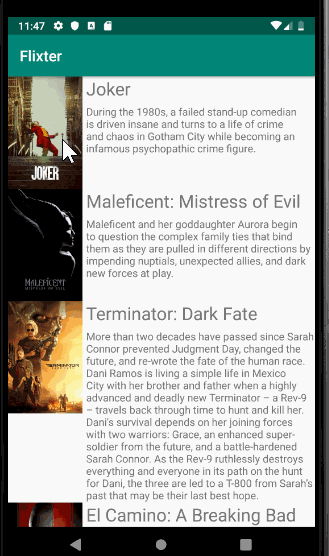 11:47
Flixter
Joker
During the 1980s, a failed stand-up comedian
is driven insane and turns to a life of crime
and chaos in Gotham City while becoming an
infamous psychopathic crime figure.
JOKER
Maleficent: Mistress of Evil
Maleficent and her goddaughter Aurora begin
to question the complex family ties that bind
them as they are pulled in different directions by
impending nuptials, unexpected allies, and dark
new forces at play.
MALEFICENT
MISTRESS OF EVIL
Terminator: Dark Fate
More than two decades have passed since Sarah
Connor prevented Judgment Day, changed the
future, and re-wrote the fate of the human race.
Dani Ramos is living a simple life in Mexico
City with her brother and father when a highly
advanced and deadly new Terminator – a Rev-9
– travels back through time to hunt and kill her.
Dani's survival depends on her joining forces
with two warriors: Grace, an enhanced super-
soldier from the future, and a battle-hardened
Sarah Connor. As the Rev-9 ruthlessly destroys
everything and everyone in its path on the hunt
for Dani, the three are led to a T-800 from Sarah's
past that may be their last best hope.
TERMINATOR
El Camino: A Breaking Bad